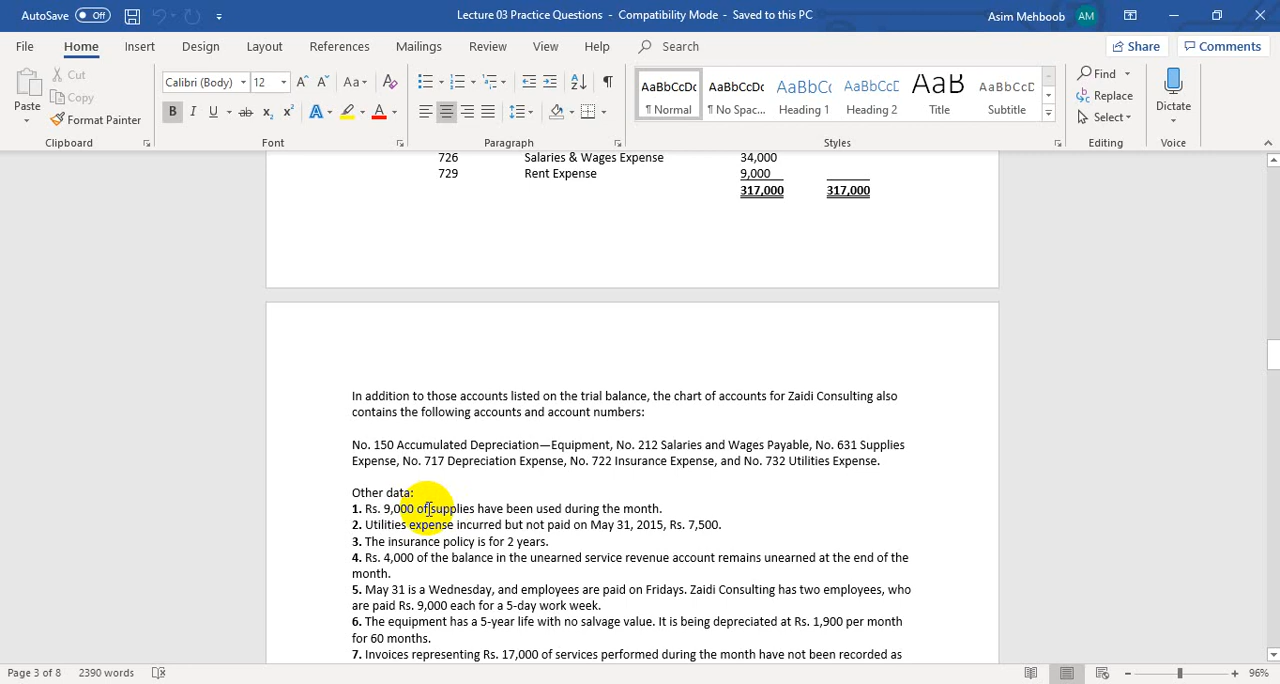 AutoSave Off Lecture 03 Practice Questions - Compatibility Mode - Saved to this PC Asim Mehboob AM
File Home Insert Design Layout References Mailings Review View Help Search Share Comments
Paste Cut Copy Format Painter Clipboard
Calibri (Body) 12 Font
Paragraph
AaBbCcDc ¶ Normal AaBbCcDc ¶ No Spac... AaBbCc Heading 1 AaBbCcC Heading 2 AaB Title AaBbCcD Subtitle Styles
Find Replace Select Editing
Dictate Voice
726 Salaries & Wages Expense 34,000
729 Rent Expense 9,000
317,000 317,000
In addition to those accounts listed on the trial balance, the chart of accounts for Zaidi Consulting also
contains the following accounts and account numbers:
No. 150 Accumulated Depreciation—Equipment, No. 212 Salaries and Wages Payable, No. 631 Supplies
Expense, No. 717 Depreciation Expense, No. 722 Insurance Expense, and No. 732 Utilities Expense.
Other data:
1. Rs. 9,000 of supplies have been used during the month.
2. Utilities expense incurred but not paid on May 31, 2015, Rs. 7,500.
3. The insurance policy is for 2 years.
4. Rs. 4,000 of the balance in the unearned service revenue account remains unearned at the end of the
month.
5. May 31 is a Wednesday, and employees are paid on Fridays. Zaidi Consulting has two employees, who
are paid Rs. 9,000 each for a 5-day work week.
6. The equipment has a 5-year life with no salvage value. It is being depreciated at Rs. 1,900 per month
for 60 months.
7. Invoices representing Rs. 17,000 of services performed during the month have not been recorded as
Page 3 of 8 2390 words 96%